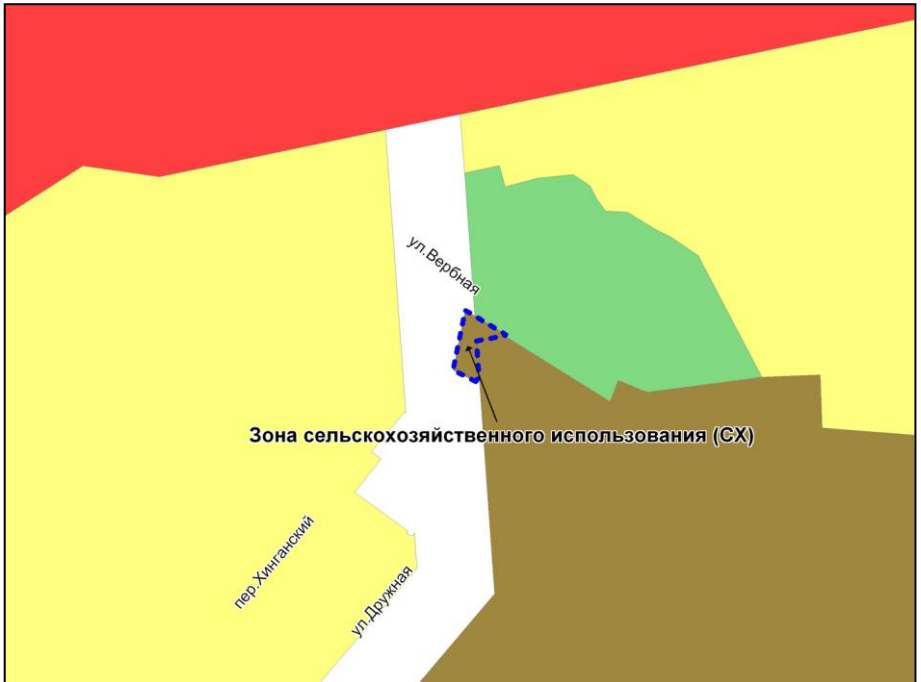 ул.Вербная
Зона сельскохозяйственного использования (СХ)
пер.Хинганский
ул.Дружная